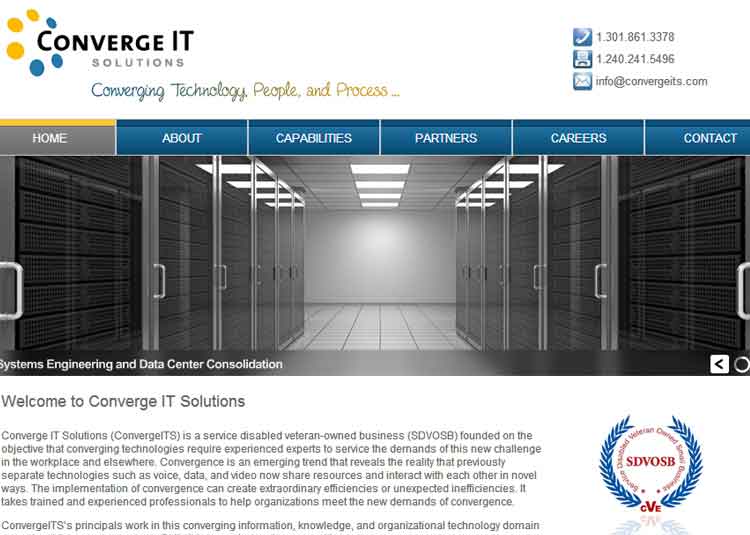 CONVERGE IT
SOLUTIONS
Converging Technology, People, and Process ...
1.301.861.3378
1.240.241.5496
info@convergeits.com
HOME
ABOUT
CAPABILITIES
PARTNERS
CAREERS
CONTACT
Systems Engineering and Data Center Consolidation
Welcome to Converge IT Solutions
Converge IT Solutions (ConvergeITS) is a service disabled veteran-owned business (SDVOSB) founded on the
objective that converging technologies require experienced experts to service the demands of this new challenge
in the workplace and elsewhere. Convergence is an emerging trend that reveals the reality that previously
separate technologies such as voice, data, and video now share resources and interact with each other in novel
ways. The implementation of convergence can create extraordinary efficiencies or unexpected inefficiencies. It
takes trained and experienced professionals to help organizations meet the new demands of convergence.
ConvergeITS's principals work in this converging information, knowledge, and organizational technology domain
Service Disabled Veteran Owned Small Business
SDVOSB
CVE